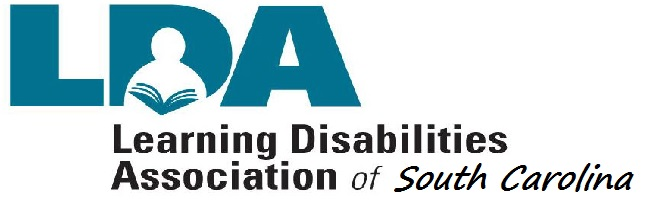 LDA
Learning Disabilities
Association of South Carolina